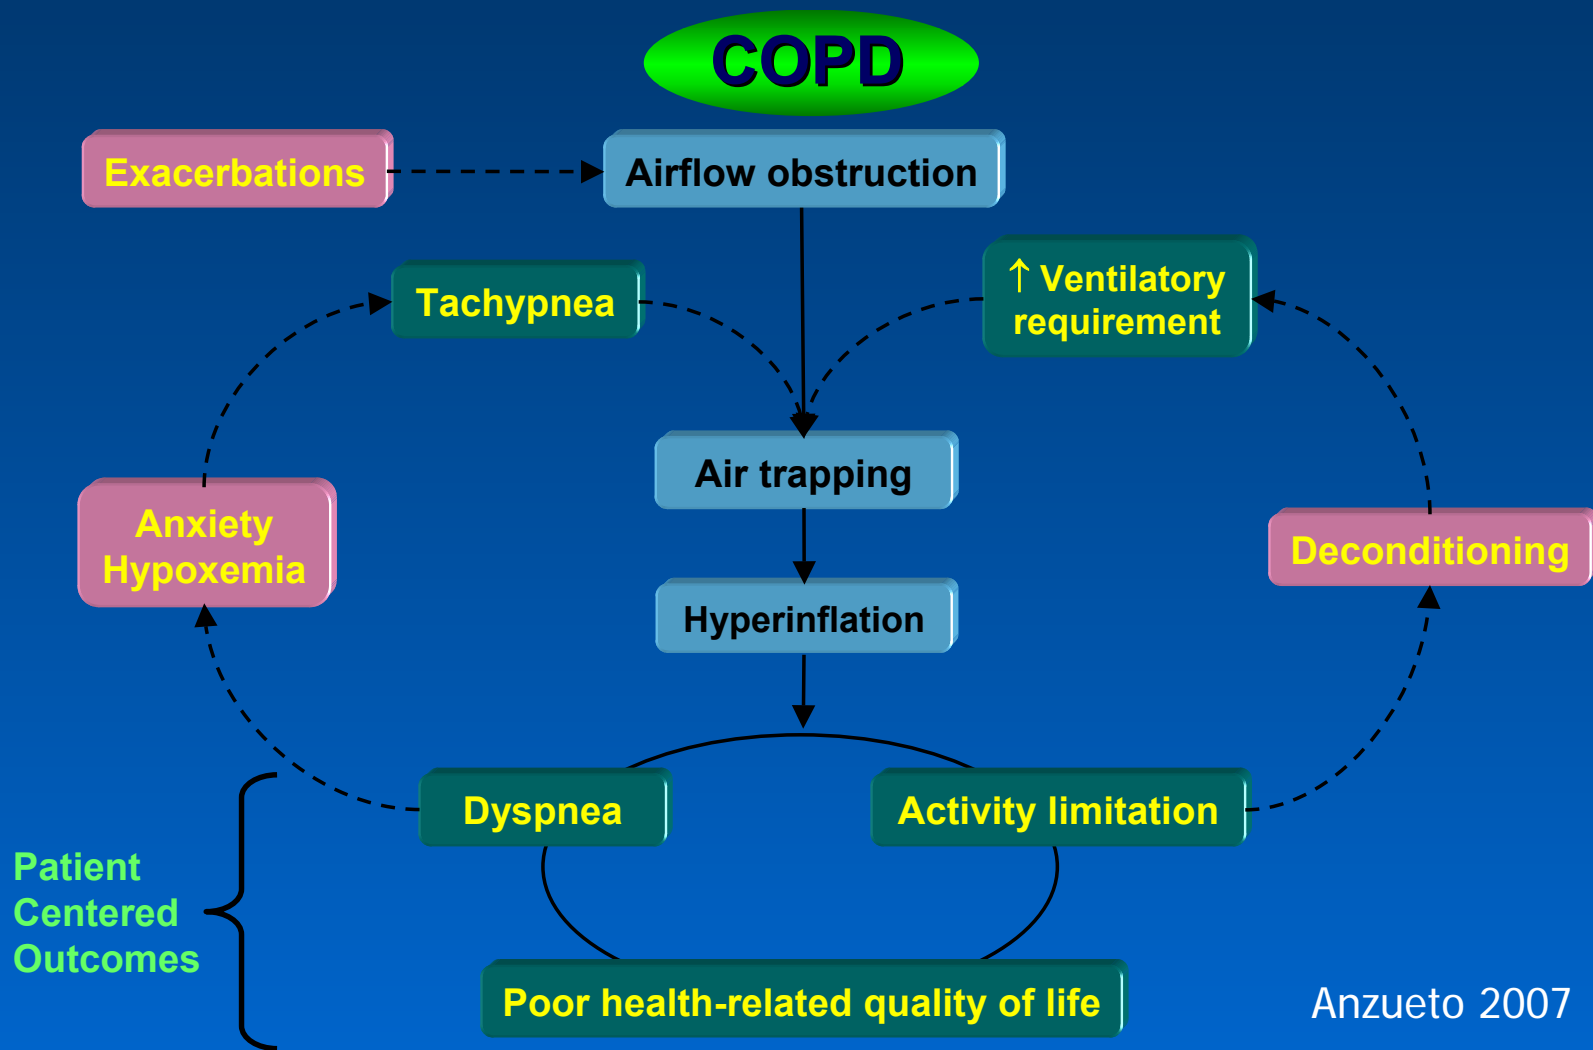 COPD
Exacerbations
Airflow obstruction
Tachypnea
↑ Ventilatory
requirement
Air trapping
Anxiety
Hypoxemia
Deconditioning
Hyperinflation
Dyspnea
Activity limitation
Patient
Centered
Outcomes
Poor health-related quality of life
Anzueto 2007